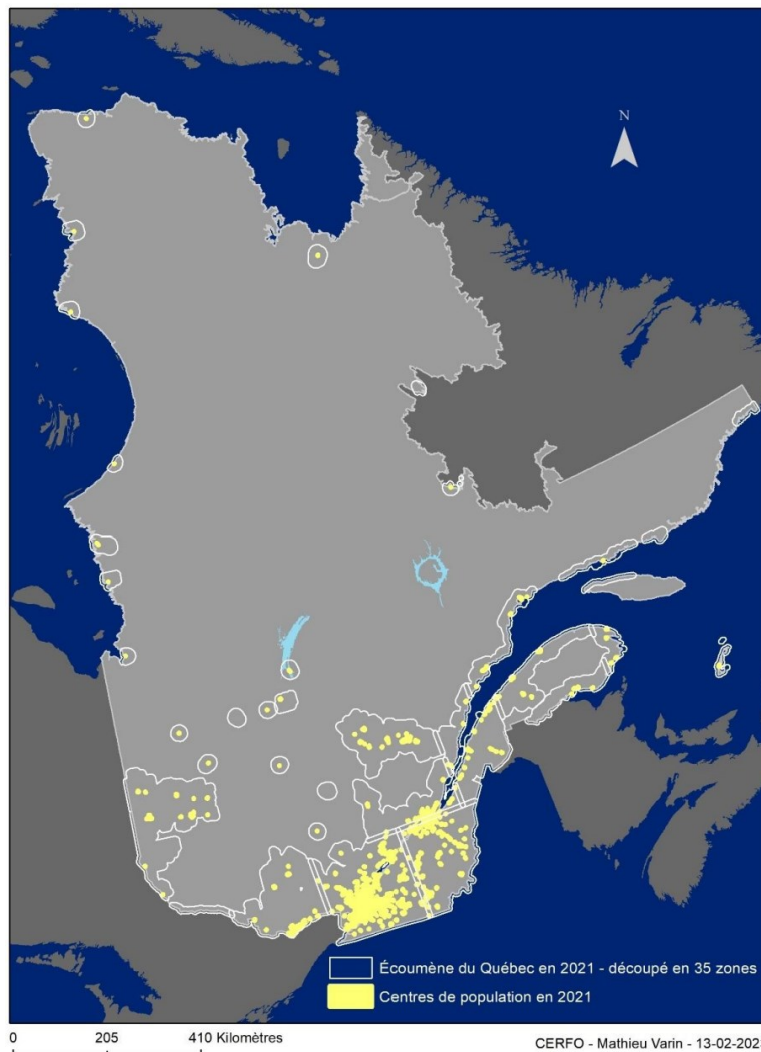 N
Écoumène du Québec en 2021 - découpé en 35 zones
Centres de population en 2021
0 205 410 Kilomètres
CERFO - Mathieu Varin - 13-02-2023